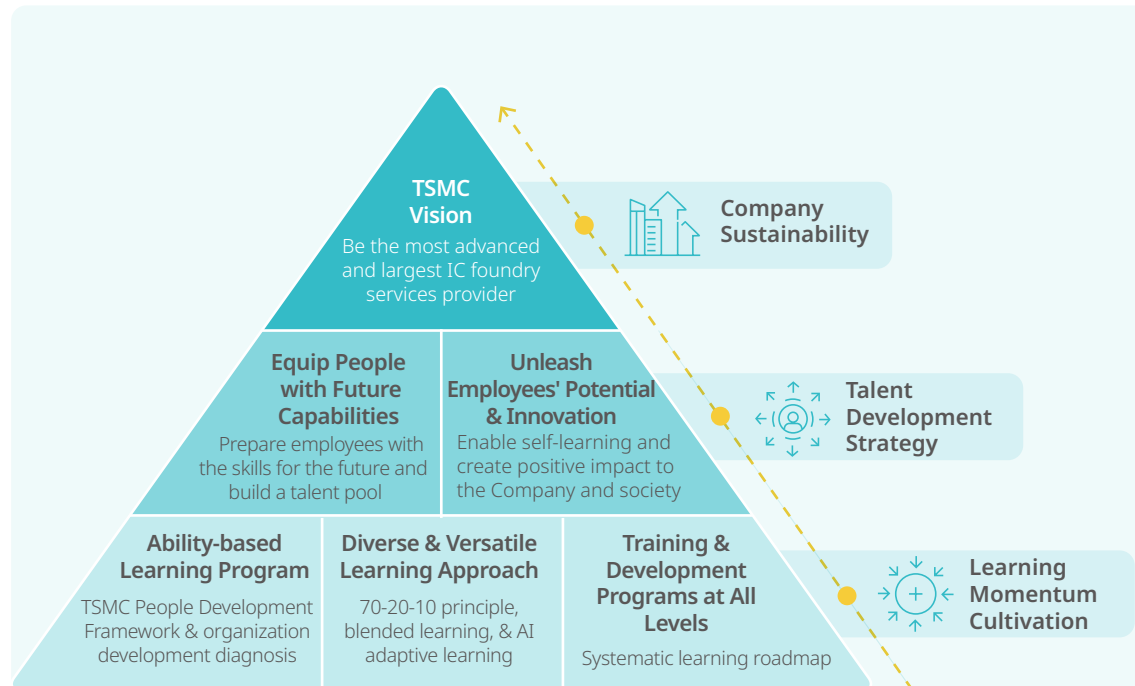 TSMC
Vision
Be the most advanced
and largest IC foundry
services provider
Company
Sustainability
Equip People
with Future
Capabilities
Prepare employees with
the skills for the future and
build a talent pool
Unleash
Employees' Potential
& Innovation
Enable self-learning and
create positive impact to
the Company and society
Talent
Development
Strategy
Ability-based
Learning Program
TSMC People Development
Framework & organization
development diagnosis
Diverse & Versatile
Learning Approach
70-20-10 principle,
blended learning, & AI
adaptive learning
Training &
Development
Programs at All
Levels
Systematic learning roadmap
Learning
Momentum
Cultivation